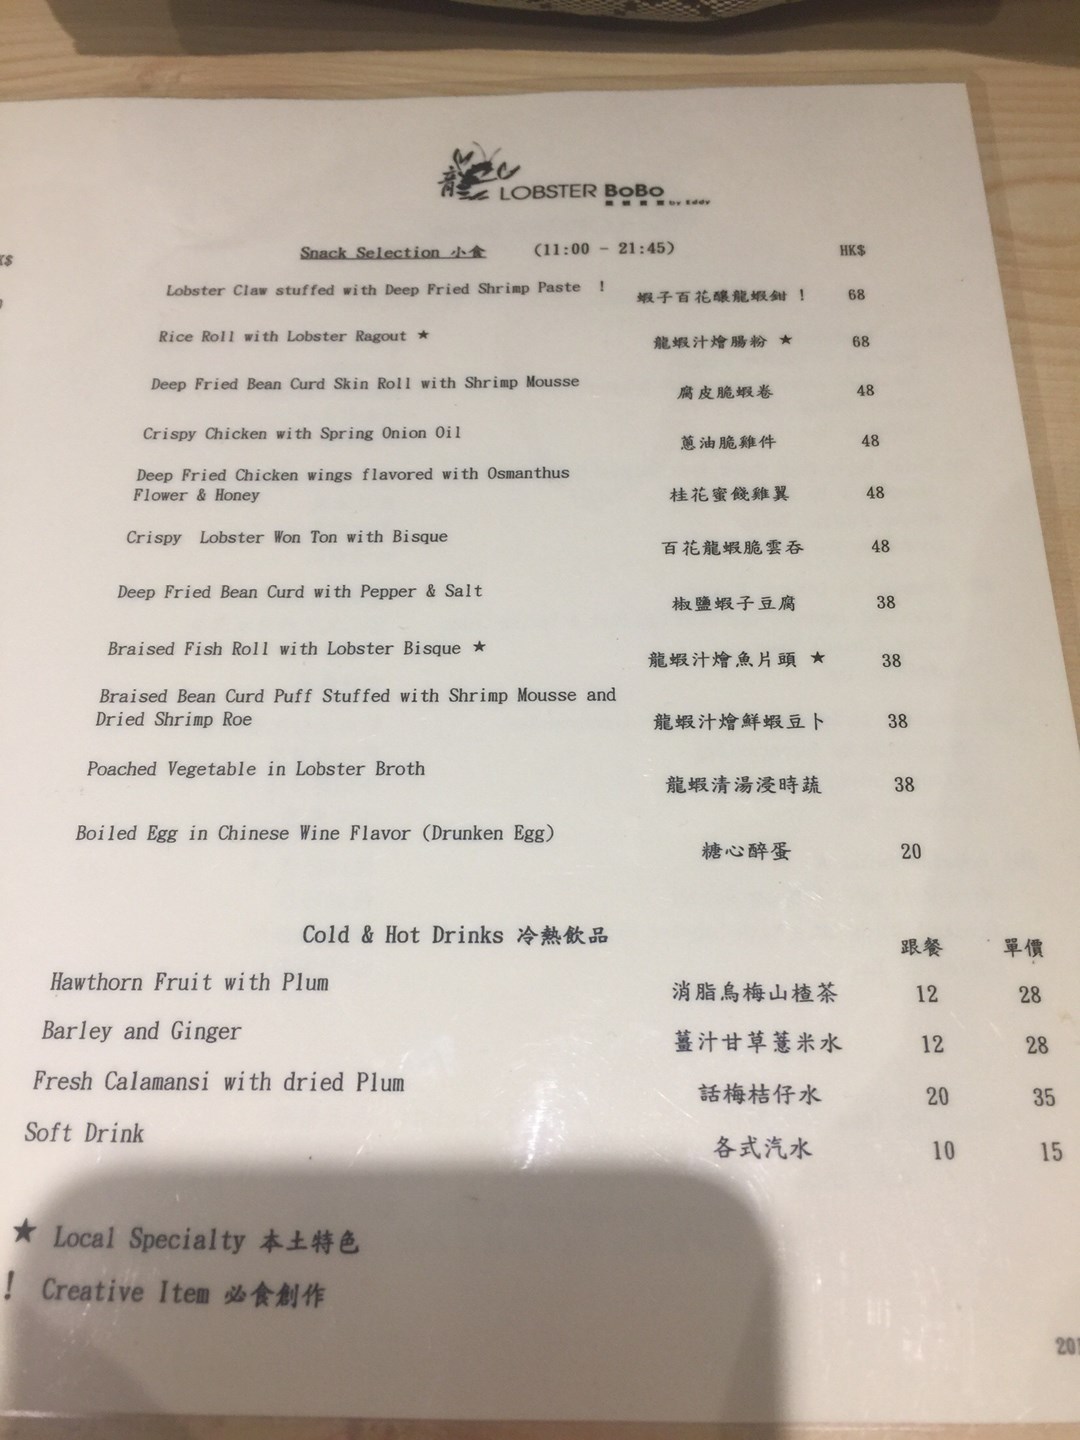 LOBSTER BoBo
by Eddy
Snack Selection 小食 (11:00 - 21:45) HK$
Lobster Claw stuffed with Deep Fried Shrimp Paste ! 蝦子百花釀龍蝦鉗 ! 68
Rice Roll with Lobster Ragout ★ 龍蝦汁燴腸粉 ★ 68
Deep Fried Bean Curd Skin Roll with Shrimp Mousse 腐皮脆蝦卷 48
Crispy Chicken with Spring Onion Oil 蔥油脆雞件 48
Deep Fried Chicken wings flavored with Osmanthus
Flower & Honey 桂花蜜餞雞翼 48
Crispy Lobster Won Ton with Bisque 百花龍蝦脆雲吞 48
Deep Fried Bean Curd with Pepper & Salt 椒鹽蝦子豆腐 38
Braised Fish Roll with Lobster Bisque ★ 龍蝦汁燴魚片頭 ★ 38
Braised Bean Curd Puff Stuffed with Shrimp Mousse and
Dried Shrimp Roe 龍蝦汁燴鮮蝦豆卜 38
Poached Vegetable in Lobster Broth 龍蝦清湯浸時蔬 38
Boiled Egg in Chinese Wine Flavor (Drunken Egg) 糖心醉蛋 20
Cold & Hot Drinks 冷熱飲品 跟餐 單價
Hawthorn Fruit with Plum 消脂烏梅山楂茶 12 28
Barley and Ginger 薑汁甘草薏米水 12 28
Fresh Calamansi with dried Plum 話梅桔仔水 20 35
Soft Drink 各式汽水 10 15
★ Local Specialty 本土特色
! Creative Item 必食創作